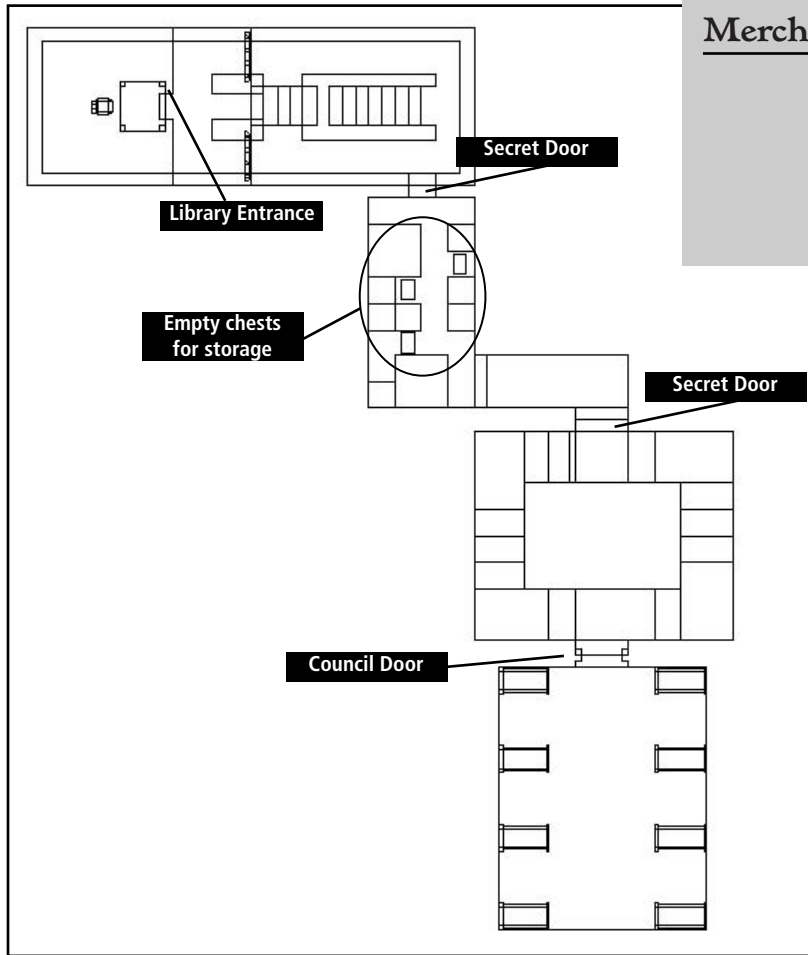 Merch
Secret Door
Library Entrance
Empty chests
for storage
Secret Door
Council Door